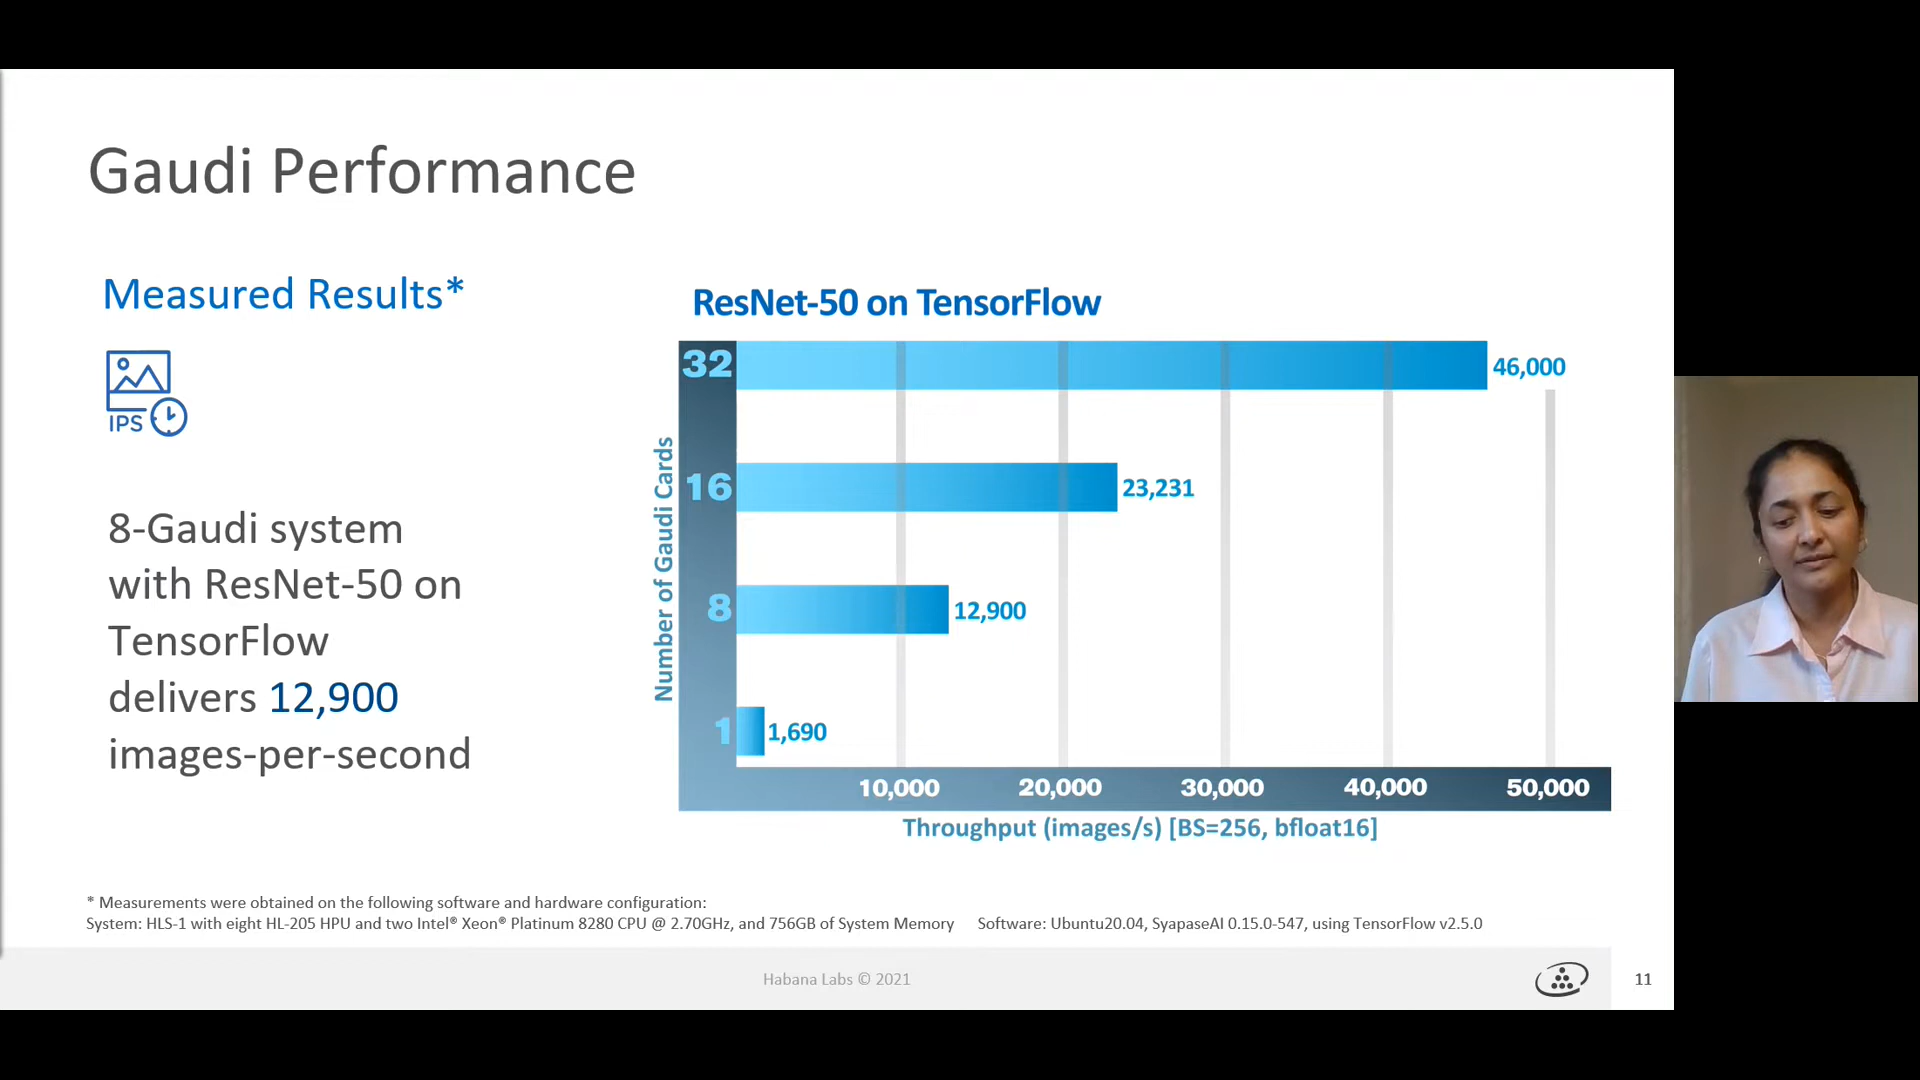 Gaudi Performance
Measured Results*
IPS
8-Gaudi system
with ResNet-50 on
TensorFlow
delivers 12,900
images-per-second
ResNet-50 on TensorFlow
Number of Gaudi Cards
32
46,000
16
23,231
8
12,900
1
1,690
10,000 20,000 30,000 40,000 50,000
Throughput (images/s) [BS=256, bfloat16]
* Measurements were obtained on the following software and hardware configuration:
System: HLS-1 with eight HL-205 HPU and two Intel® Xeon® Platinum 8280 CPU @ 2.70GHz, and 756GB of System Memory Software: Ubuntu20.04, SyapaseAI 0.15.0-547, using TensorFlow v2.5.0
Habana Labs © 2021
11